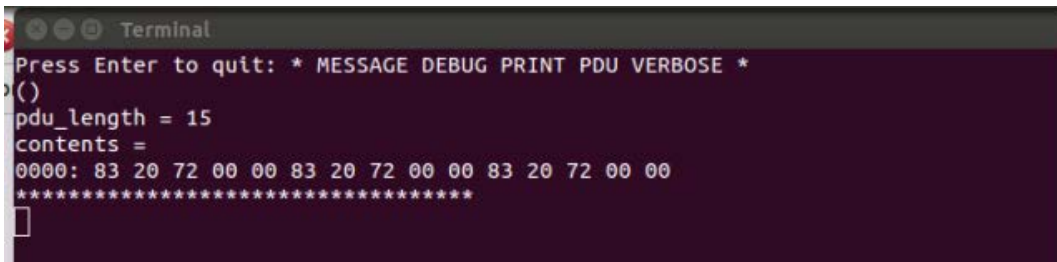 Terminal
Press Enter to quit: * MESSAGE DEBUG PRINT PDU VERBOSE *
()
pdu_length = 15
contents =
0000: 83 20 72 00 00 83 20 72 00 00 83 20 72 00 00
***********************************